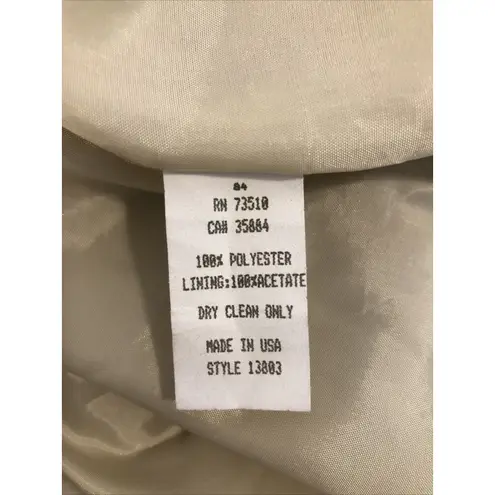 84
RN 73510
CA# 35884
100% POLYESTER
LINING:100%ACETATE
DRY CLEAN ONLY
MADE IN USA
STYLE 13803